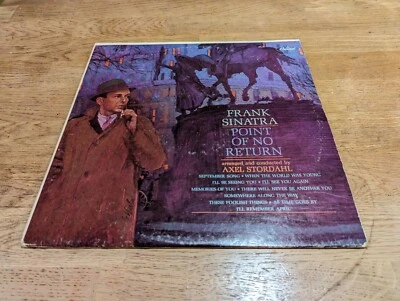 Capitol
FRANK
SINATRA
POINT
OF NO
RETURN
arranged and conducted by
AXEL STORDAHL
SEPTEMBER SONG • WHEN THE WORLD WAS YOUNG
I'LL BE SEEING YOU • I'LL SEE YOU AGAIN
MEMORIES OF YOU • THERE WILL NEVER BE ANOTHER YOU
SOMEWHERE ALONG THE WAY
THESE FOOLISH THINGS • AS TIME GOES BY
I'LL REMEMBER APRIL